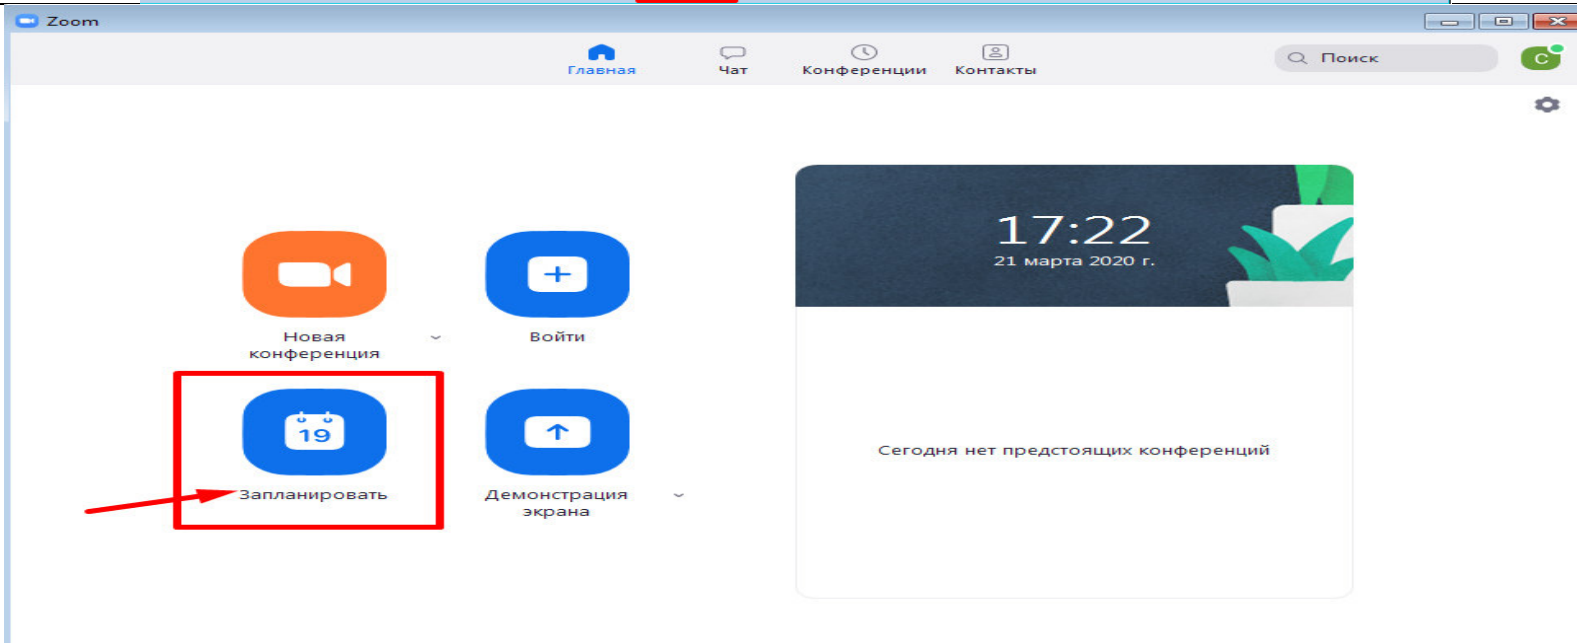 Zoom
Главная
Чат
Конференции
Контакты
Поиск
С
17:22
21 марта 2020 г.
Новая
конференция
Войти
19
Запланировать
Демонстрация
экрана
Сегодня нет предстоящих конференций